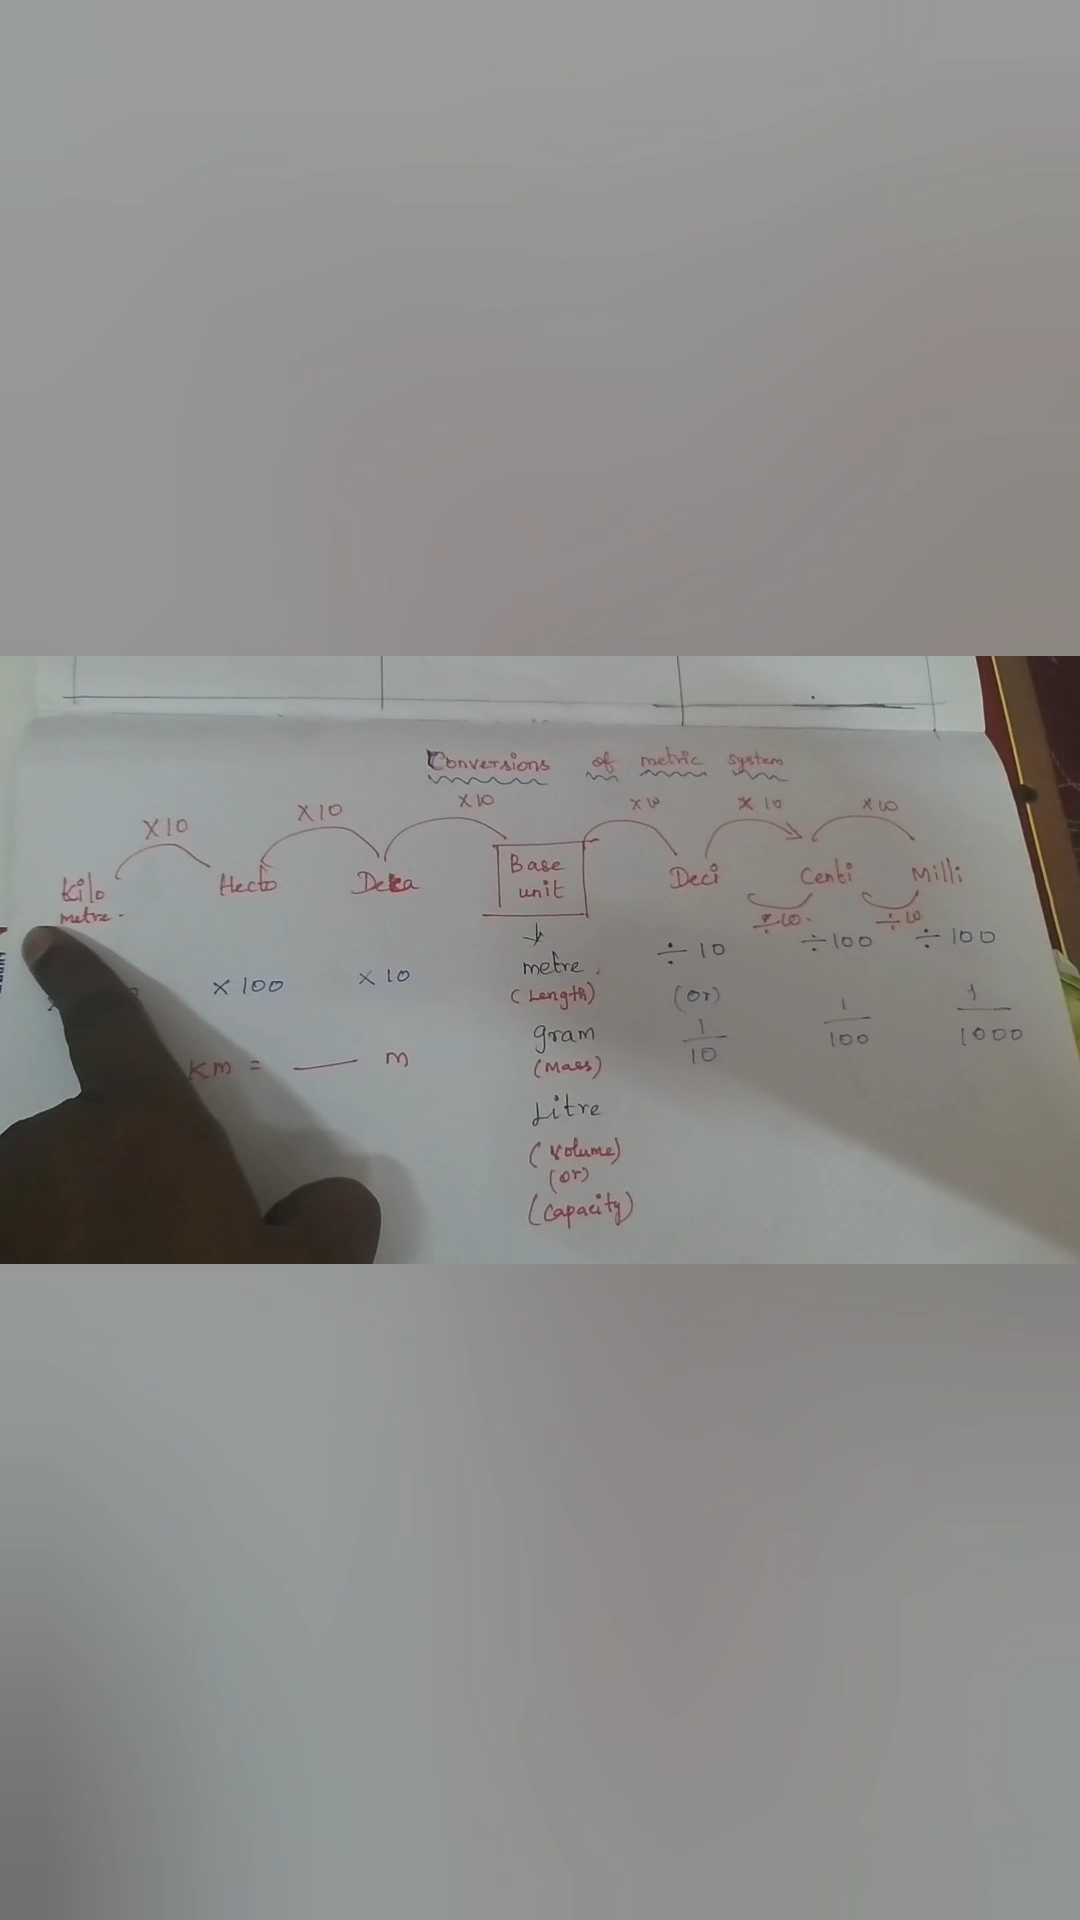 Conversions of metric system
X10 X10 X10 X10 X10 X10
Kilo Hecto Deka Base unit Deci Centi Milli
metre.
÷10. ÷10
X100 X10 metre. ÷10 ÷100 ÷100
(Length) (or)
gram 1/10 1/100 1/1000
Km = ___ m (Mass)
Litre
(volume)
(or)
(capacity)